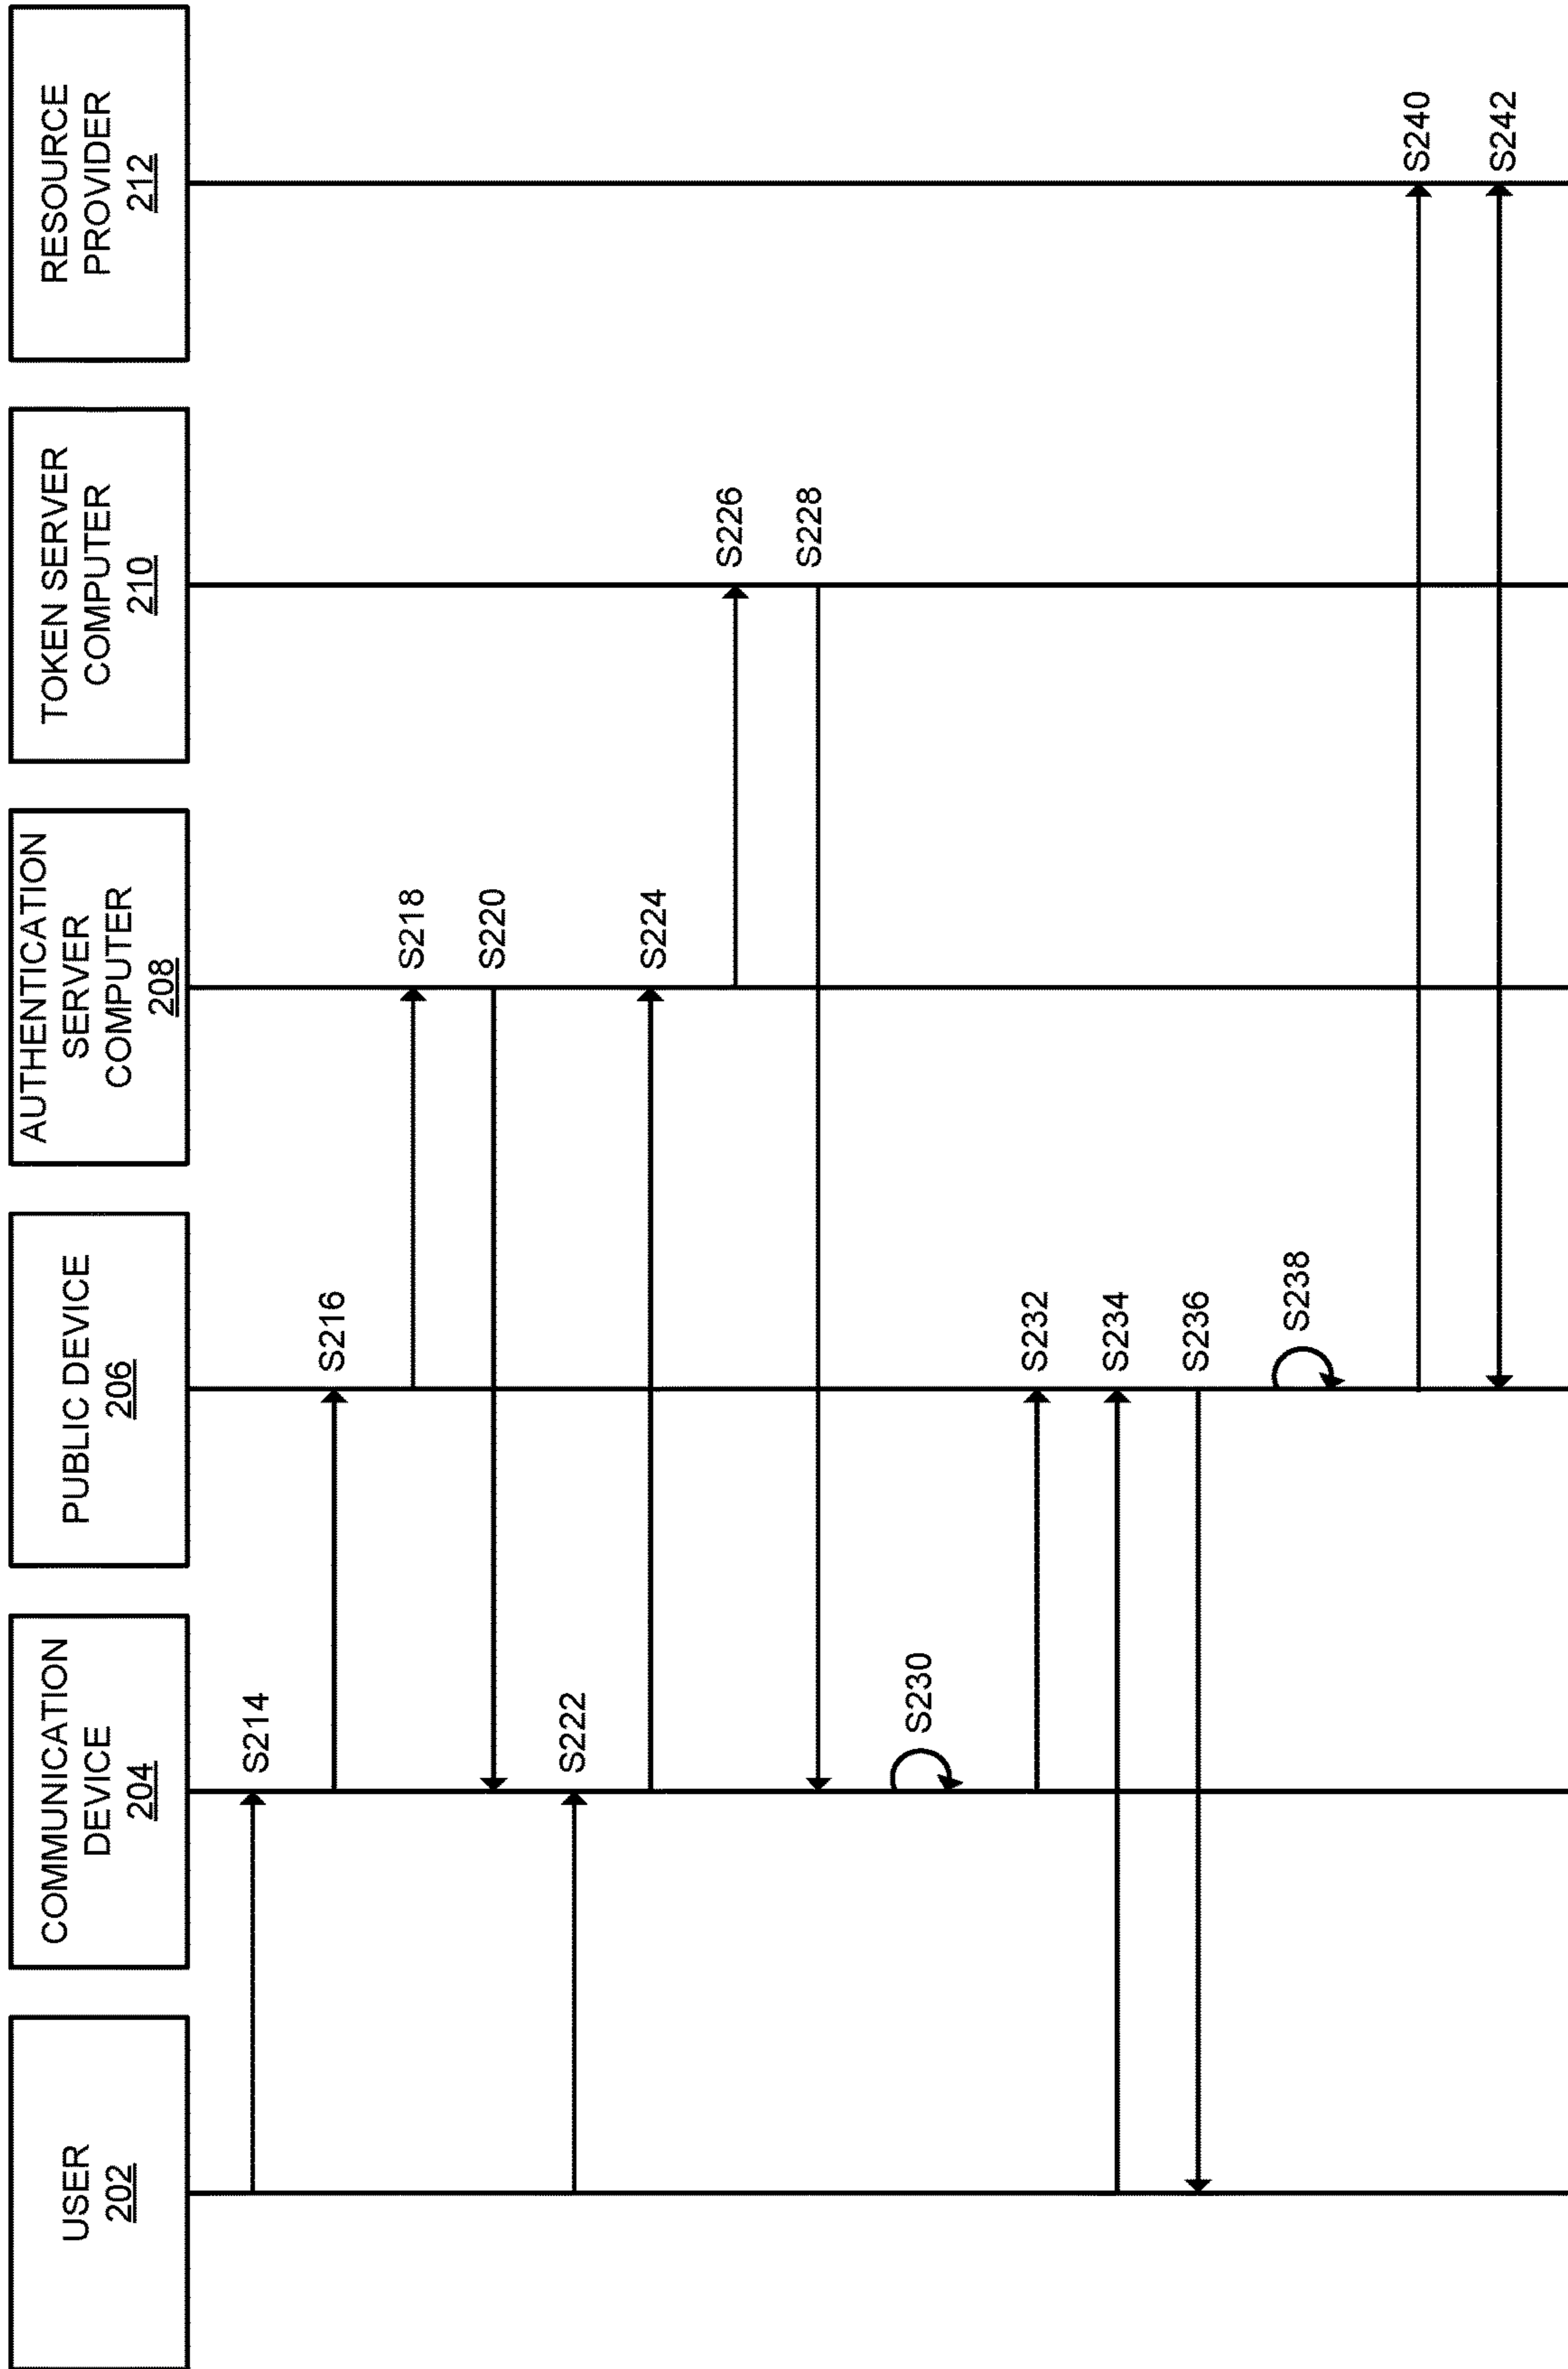 USER
202
COMMUNICATION
DEVICE
204
PUBLIC DEVICE
206
AUTHENTICATION
SERVER
COMPUTER
208
TOKEN SERVER
COMPUTER
210
RESOURCE
PROVIDER
212
S214
S216
S218
S220
S222
S224
S226
S228
S230
S232
S234
S236
S238
S240
S242